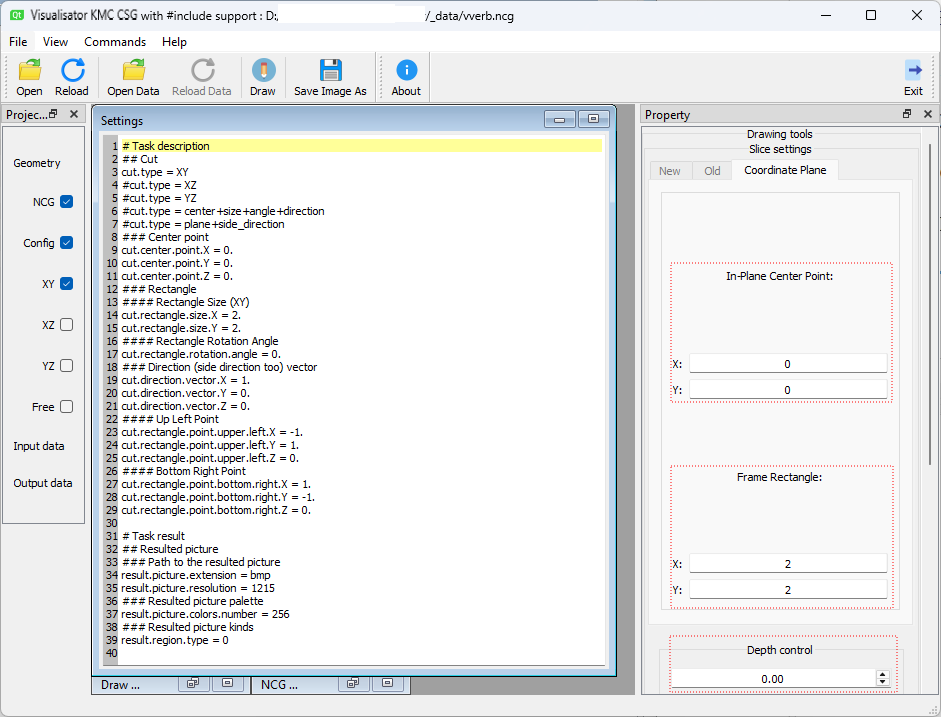 Qt Visualisator KMC CSG with #include support : D:/ /_data/vverb.ncg
File View Commands Help
Open Reload Open Data Reload Data Draw Save Image As About Exit
Projec...
Geometry
NCG
Config
XY
XZ
YZ
Free
Input data
Output data
Settings
1 # Task description
2 ## Cut
3 cut.type = XY
4 #cut.type = XZ
5 #cut.type = YZ
6 #cut.type = center+size+angle+direction
7 #cut.type = plane+side_direction
8 ### Center point
9 cut.center.point.X = 0.
10 cut.center.point.Y = 0.
11 cut.center.point.Z = 0.
12 ### Rectangle
13 #### Rectangle Size (XY)
14 cut.rectangle.size.X = 2.
15 cut.rectangle.size.Y = 2.
16 #### Rectangle Rotation Angle
17 cut.rectangle.rotation.angle = 0.
18 ### Direction (side direction too) vector
19 cut.direction.vector.X = 1.
20 cut.direction.vector.Y = 0.
21 cut.direction.vector.Z = 0.
22 #### Up Left Point
23 cut.rectangle.point.upper.left.X = -1.
24 cut.rectangle.point.upper.left.Y = 1.
25 cut.rectangle.point.upper.left.Z = 0.
26 #### Bottom Right Point
27 cut.rectangle.point.bottom.right.X = 1.
28 cut.rectangle.point.bottom.right.Y = -1.
29 cut.rectangle.point.bottom.right.Z = 0.
30
31 # Task result
32 ## Resulted picture
33 ### Path to the resulted picture
34 result.picture.extension = bmp
35 result.picture.resolution = 1215
36 ### Resulted picture palette
37 result.picture.colors.number = 256
38 ### Resulted picture kinds
39 result.region.type = 0
40
Draw ... NCG ...
Property
Drawing tools
Slice settings
New Old Coordinate Plane
In-Plane Center Point:
X: 0
Y: 0
Frame Rectangle:
X: 2
Y: 2
Depth control
0.00